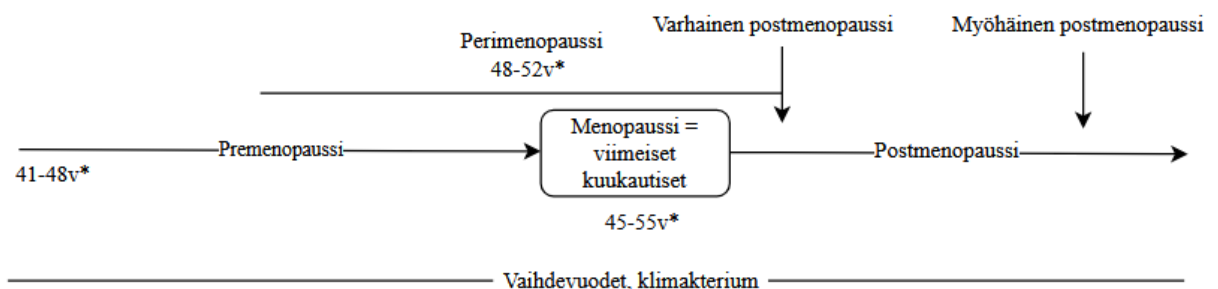 Varhainen postmenopaussi
Myöhäinen postmenopaussi
Perimenopaussi
48-52v*
Premenopaussi
41-48v*
Menopaussi =
viimeiset
kuukautiset
45-55v*
Postmenopaussi
Vaihdevuodet, klimakterium